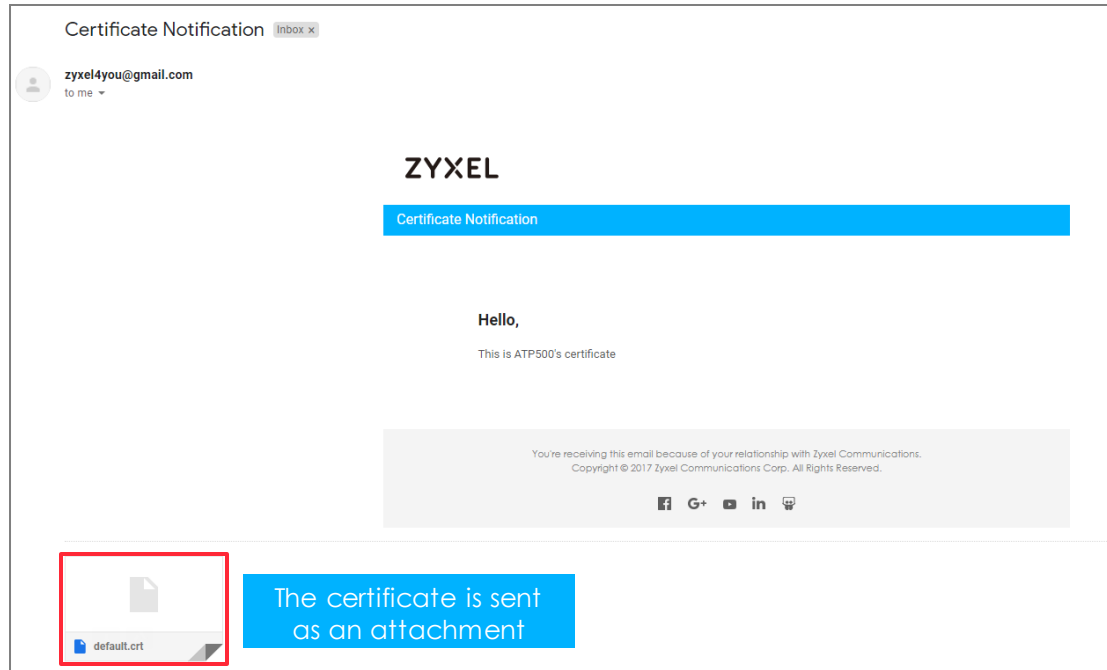 Certificate Notification Inbox x
zyxel4you@gmail.com
to me
ZYXEL
Certificate Notification
Hello,
This is ATP500's certificate
You're receiving this email because of your relationship with Zyxel Communications.
Copyright © 2017 Zyxel Communications Corp. All Rights Reserved.
G+ in
The certificate is sent
as an attachment
default.crt